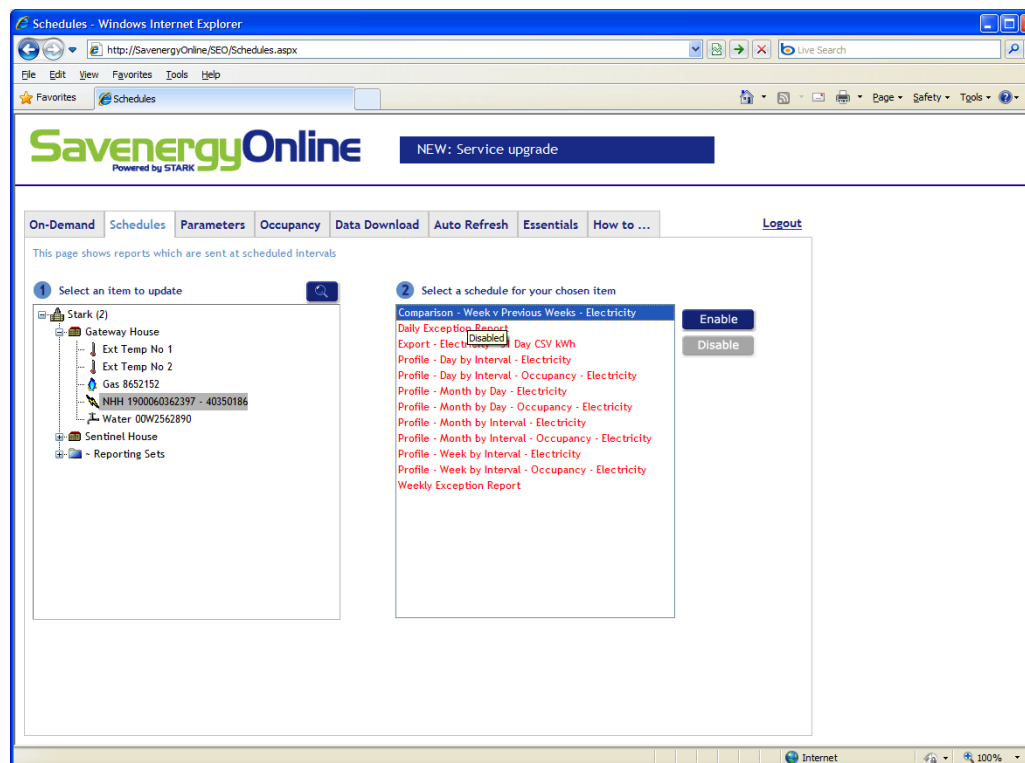 Schedules - Windows Internet Explorer
http://SavenergyOnline/SEO/Schedules.aspx
Live Search
File Edit View Favorites Tools Help
Favorites Schedules Page Safety Tools
SavenergyOnline
Powered by STARK
NEW: Service upgrade
On-Demand Schedules Parameters Occupancy Data Download Auto Refresh Essentials How to ... Logout
This page shows reports which are sent at scheduled intervals
1 Select an item to update
Stark (2)
Gateway House
Ext Temp No 1
Ext Temp No 2
Gas 8652152
NHH 1900060362397 - 40350186
Water 00W2562890
Sentinel House
~ Reporting Sets
2 Select a schedule for your chosen item
Comparison - Week v Previous Weeks - Electricity
Daily Exception Report
Disabled
Export - Day CSV kWh
Profile - Day by Interval - Electricity
Profile - Day by Interval - Occupancy - Electricity
Profile - Month by Day - Electricity
Profile - Month by Day - Occupancy - Electricity
Profile - Month by Interval - Electricity
Profile - Month by Interval - Occupancy - Electricity
Profile - Week by Interval - Electricity
Profile - Week by Interval - Occupancy - Electricity
Weekly Exception Report
Enable
Disable
Internet 100%